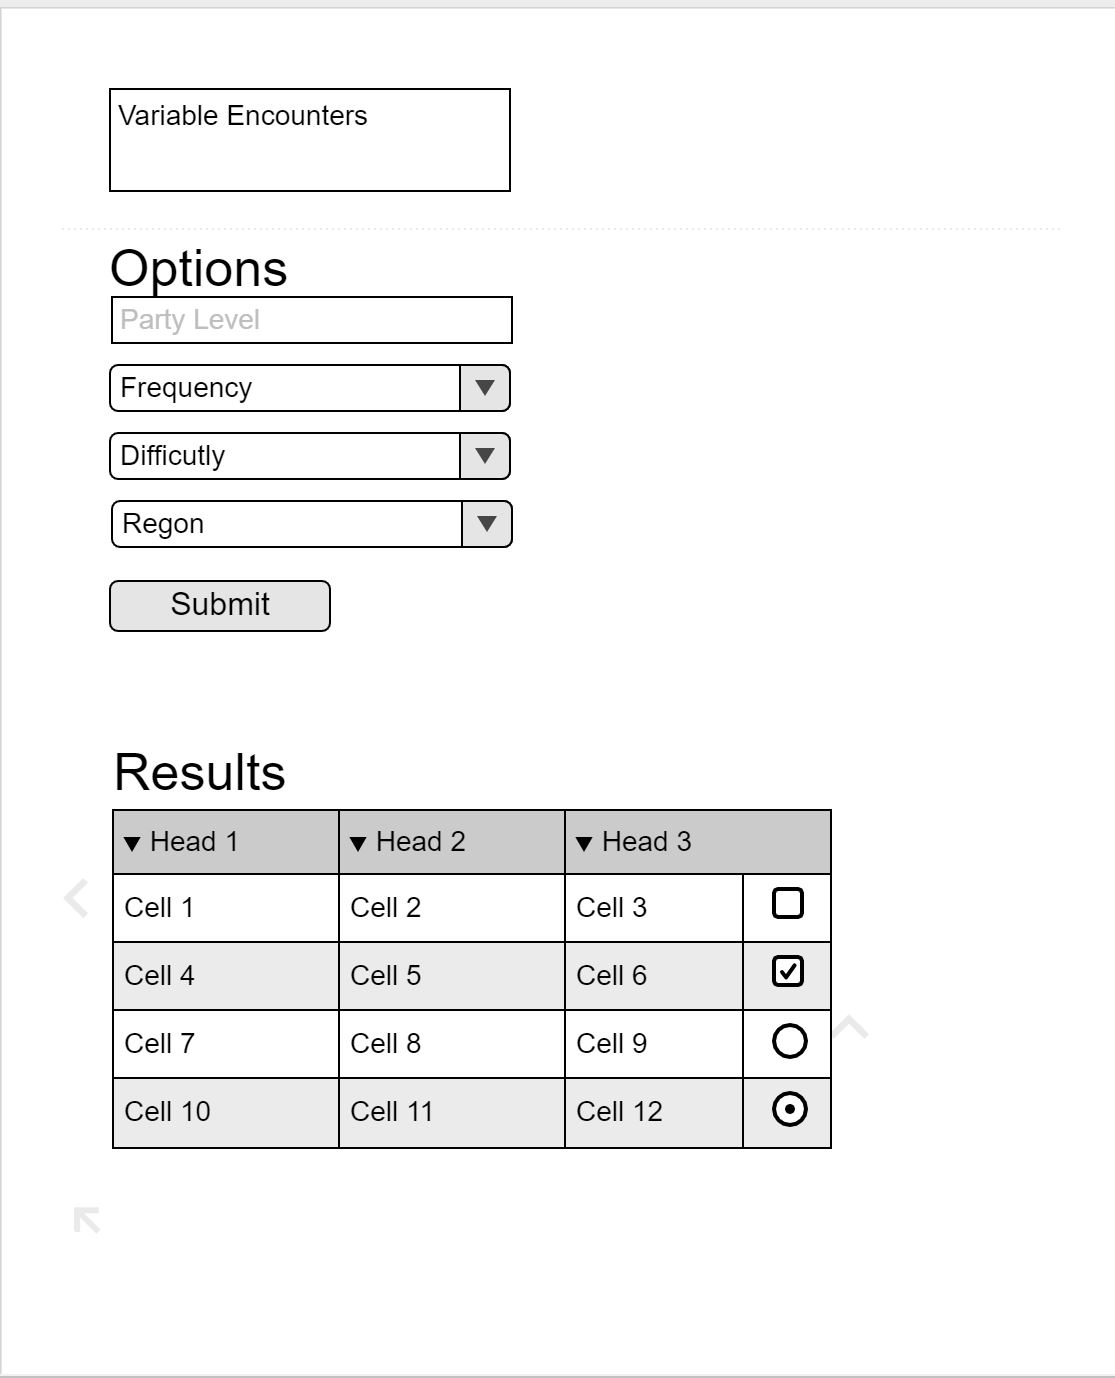 Variable Encounters
Options
Party Level
Frequency
Difficutly
Regon
Submit
Results
Head 1 Head 2 Head 3
Cell 1 Cell 2 Cell 3
Cell 4 Cell 5 Cell 6
Cell 7 Cell 8 Cell 9
Cell 10 Cell 11 Cell 12